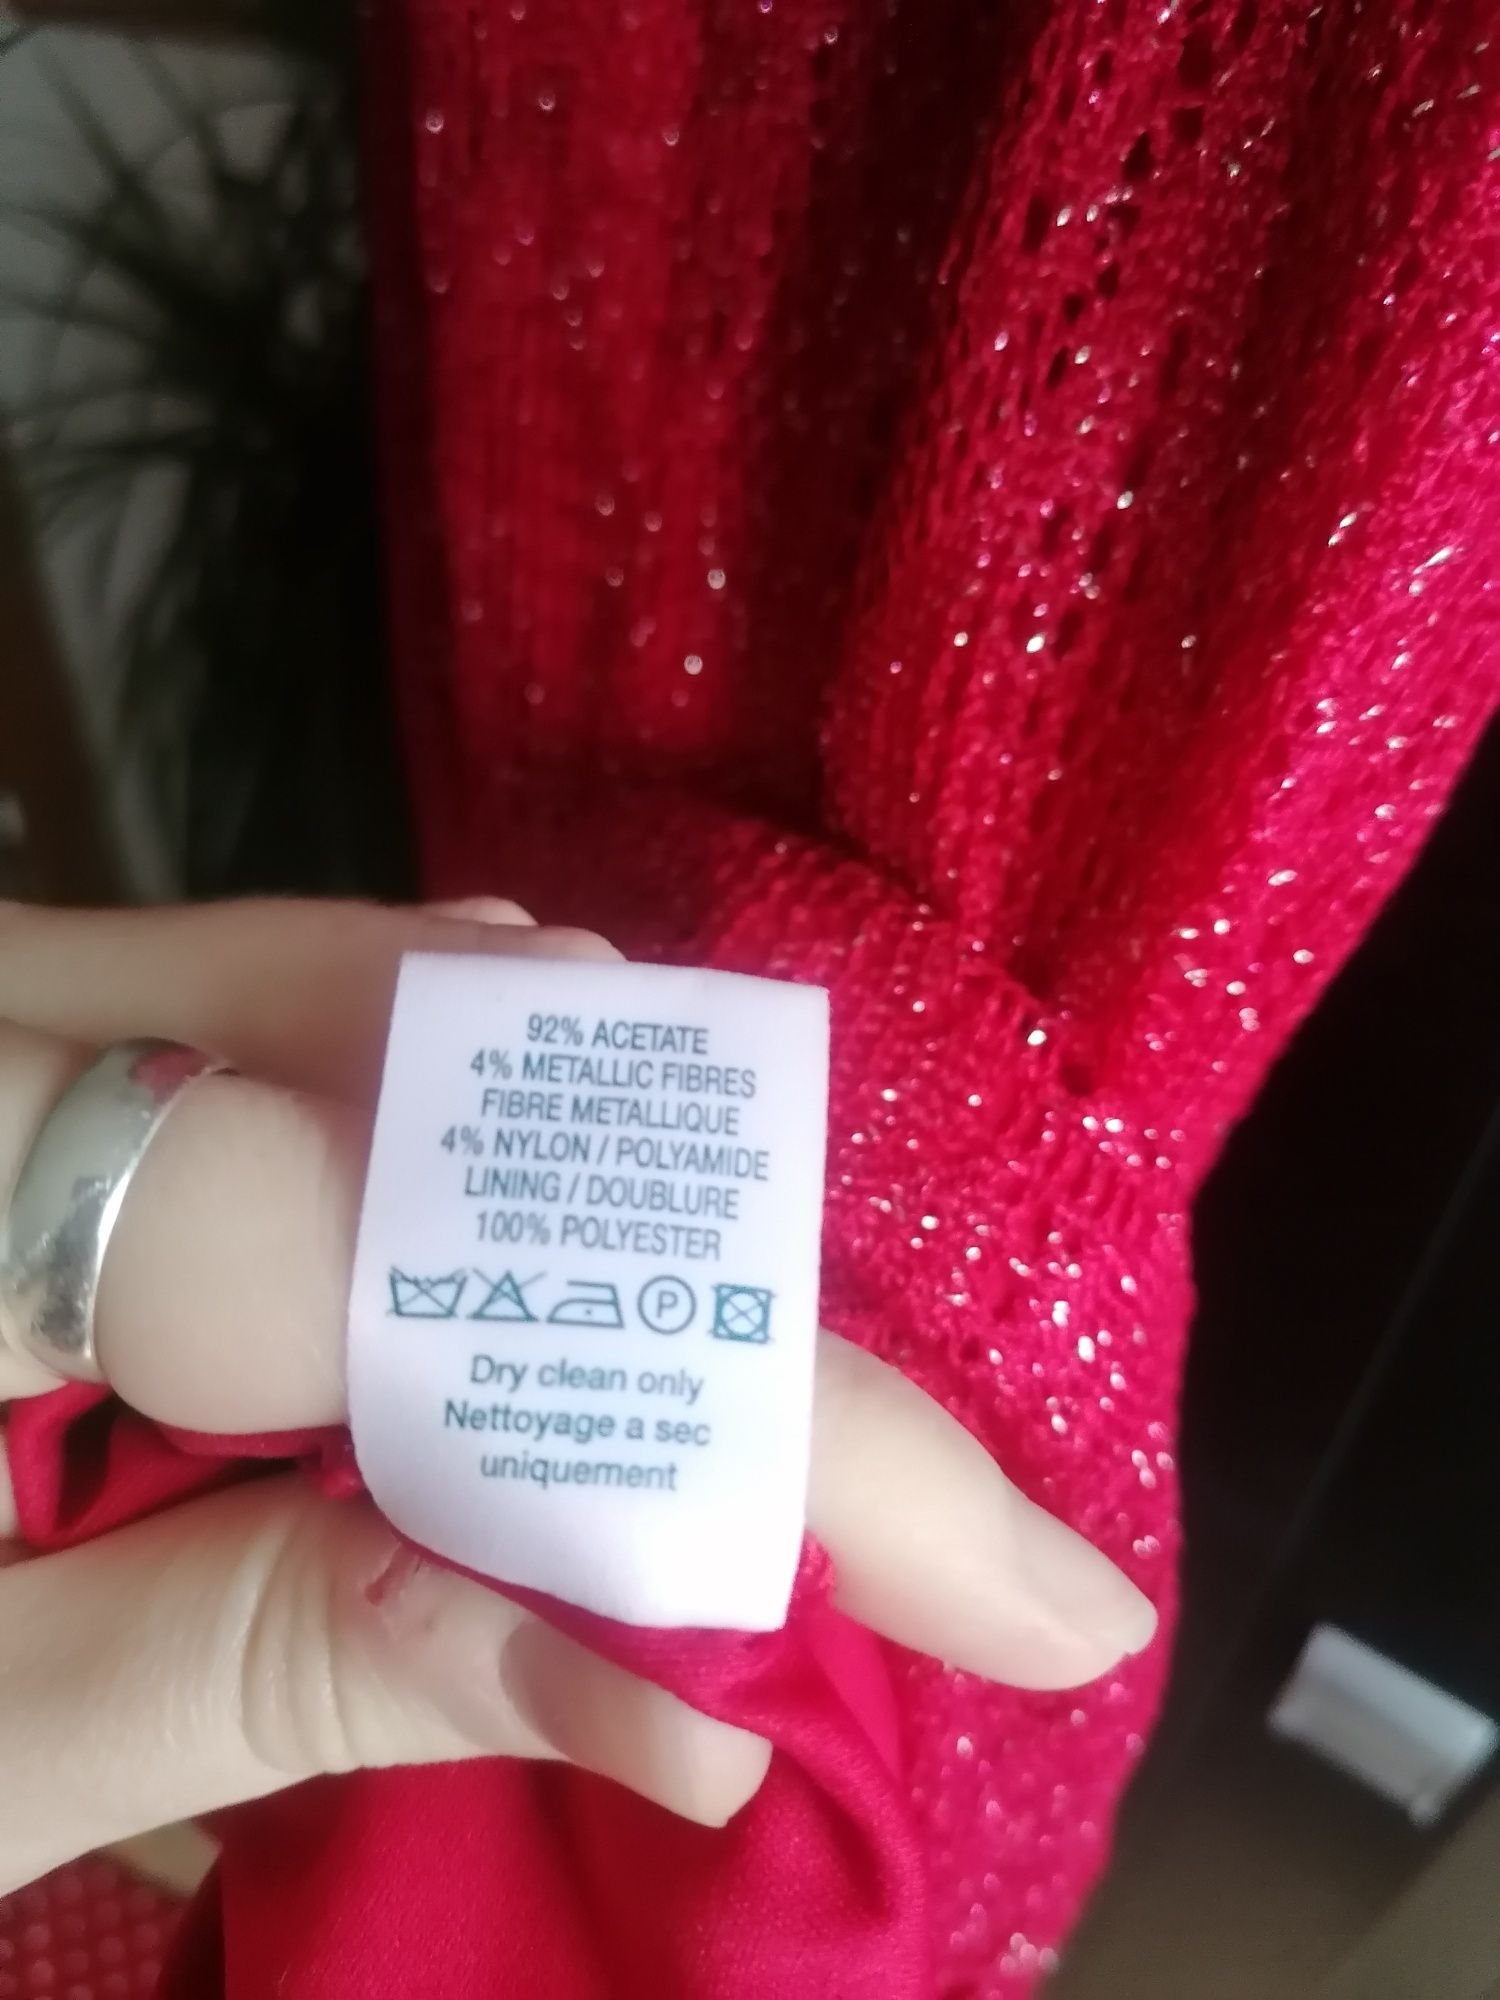 92% ACETATE
4% METALLIC FIBRES
FIBRE METALLIQUE
4% NYLON / POLYAMIDE
LINING / DOUBLURE
100% POLYESTER
P
Dry clean only
Nettoyage a sec
uniquement